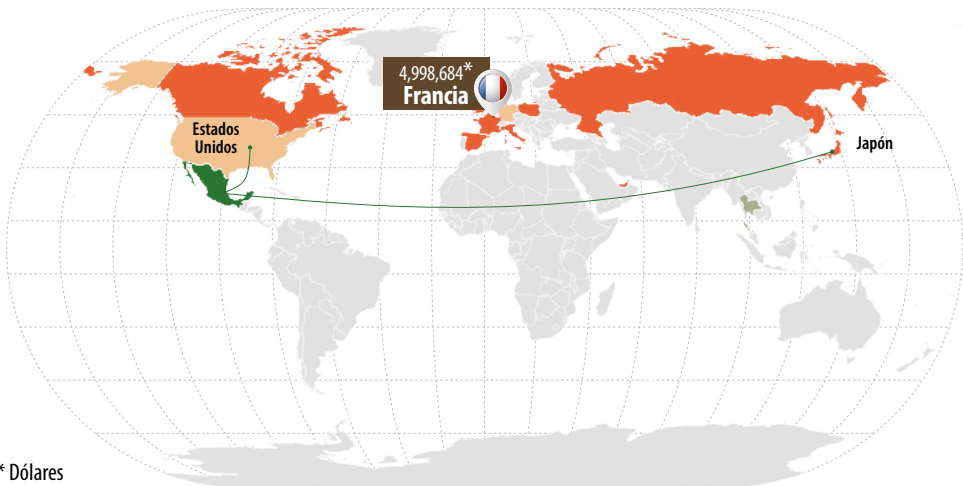 4,998,684*
Francia
Estados
Unidos
Japón
* Dólares